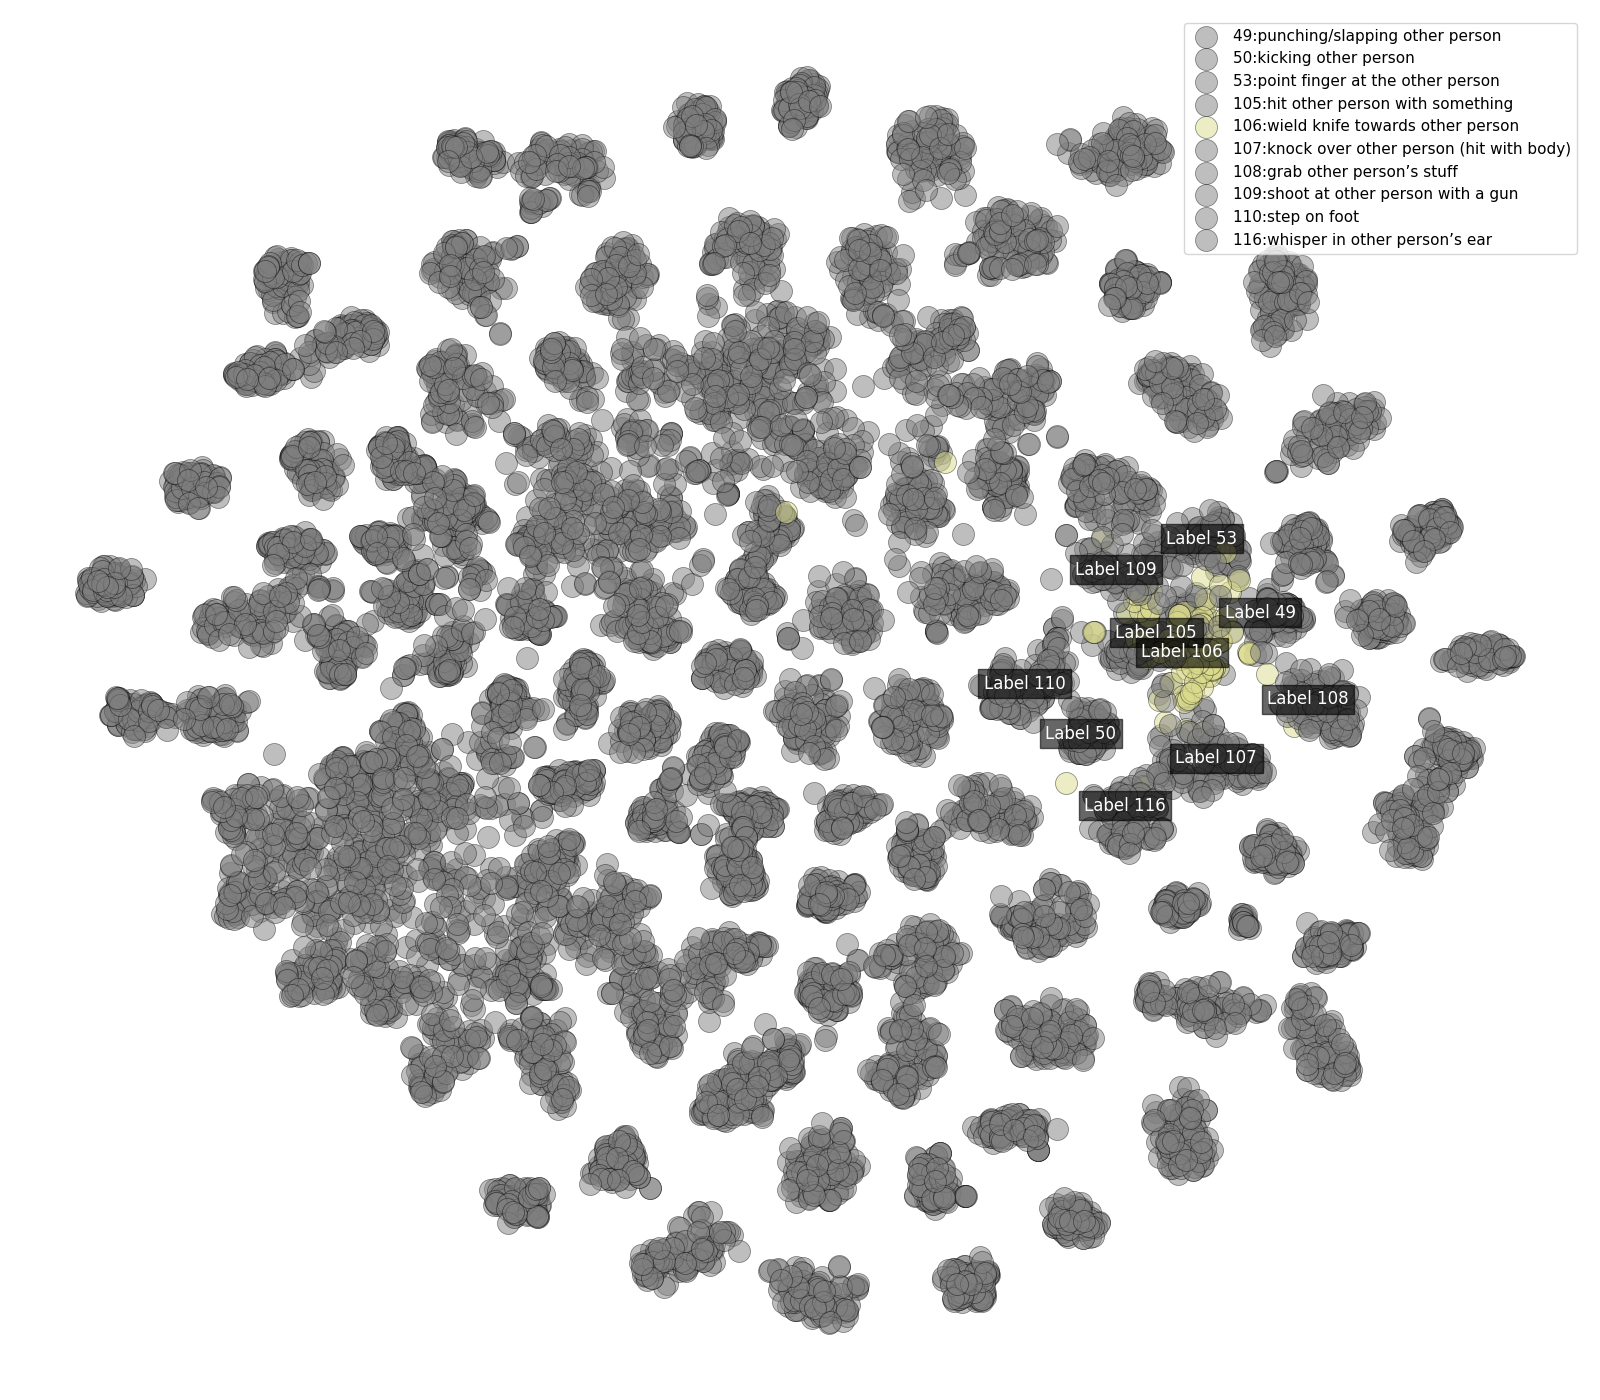 49:punching/slapping other person
50:kicking other person
53:point finger at the other person
105:hit other person with something
106:wield knife towards other person
107:knock over other person (hit with body)
108:grab other person’s stuff
109:shoot at other person with a gun
110:step on foot
116:whisper in other person’s ear
Label 53
Label 109
Label 49
Label 105
Label 106
Label 110
Label 108
Label 50
Label 107
Label 116